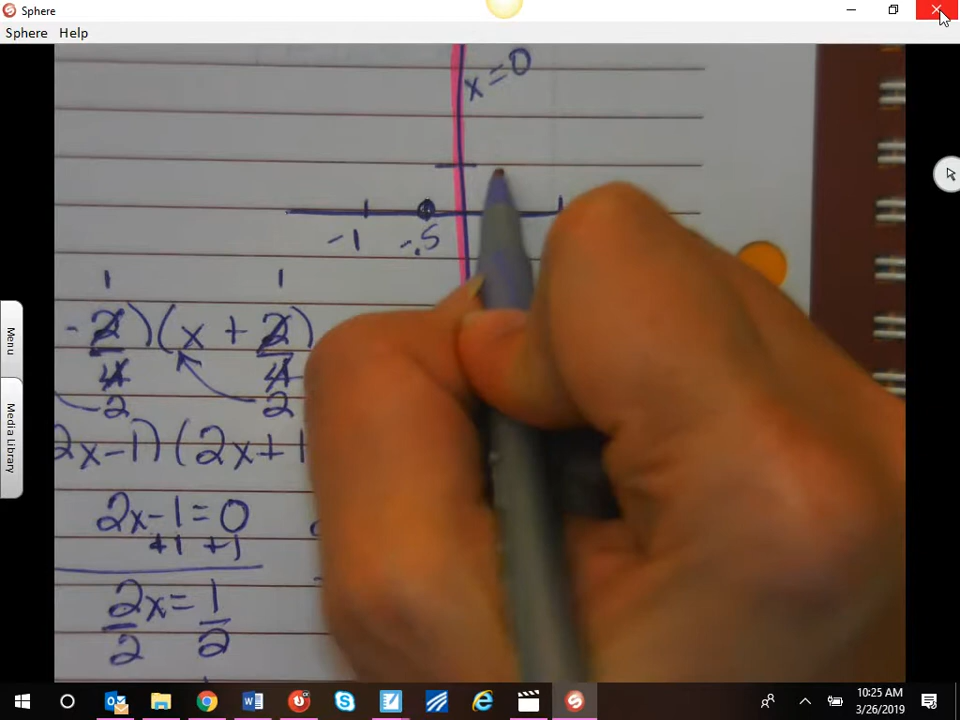 Sphere
Sphere Help
x=0
-1 -.5
1 1
-2)(x + 2)
4 4
2 2
2x-1)(2x+1
2x-1=0
+1 +1
2x=1
2 2
Menu
Media Library
10:25 AM
3/26/2019